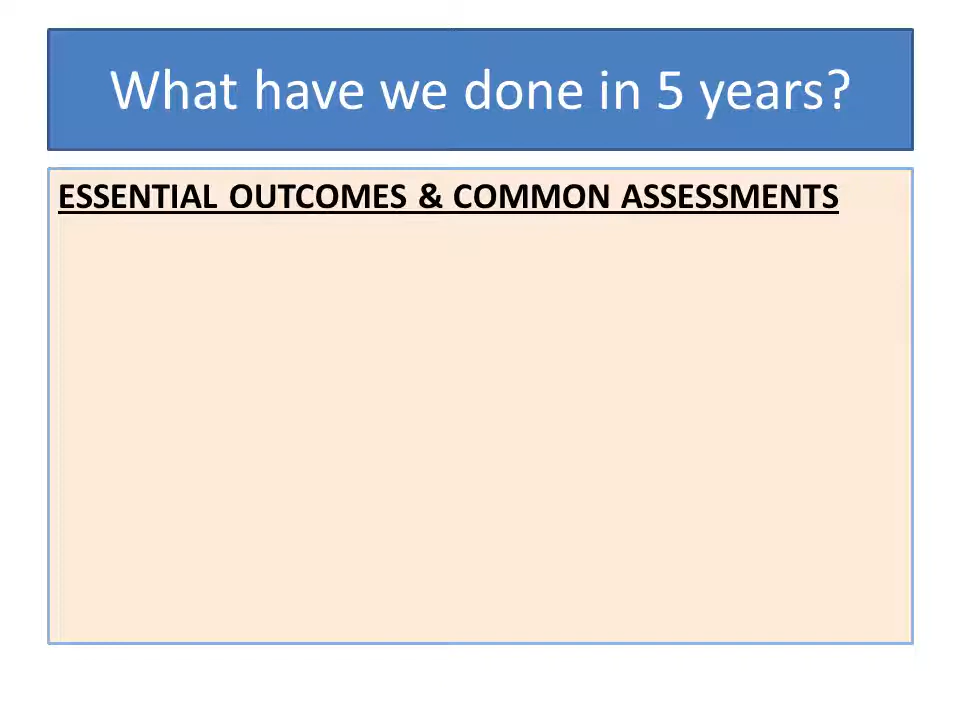 What have we done in 5 years?
ESSENTIAL OUTCOMES & COMMON ASSESSMENTS